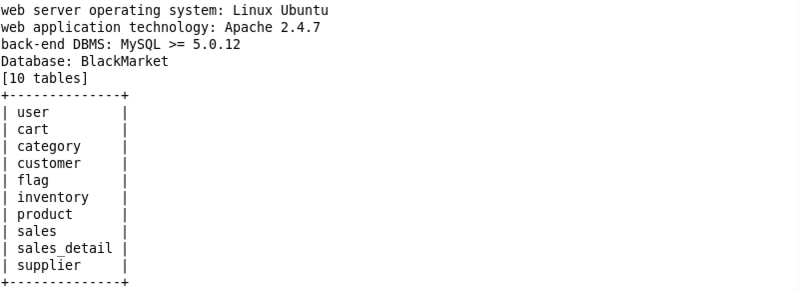 web server operating system: Linux Ubuntu
web application technology: Apache 2.4.7
back-end DBMS: MySQL >= 5.0.12
Database: BlackMarket
[10 tables]
+--------------+
| user         |
| cart         |
| category     |
| customer     |
| flag         |
| inventory    |
| product      |
| sales        |
| sales_detail |
| supplier     |
+--------------+